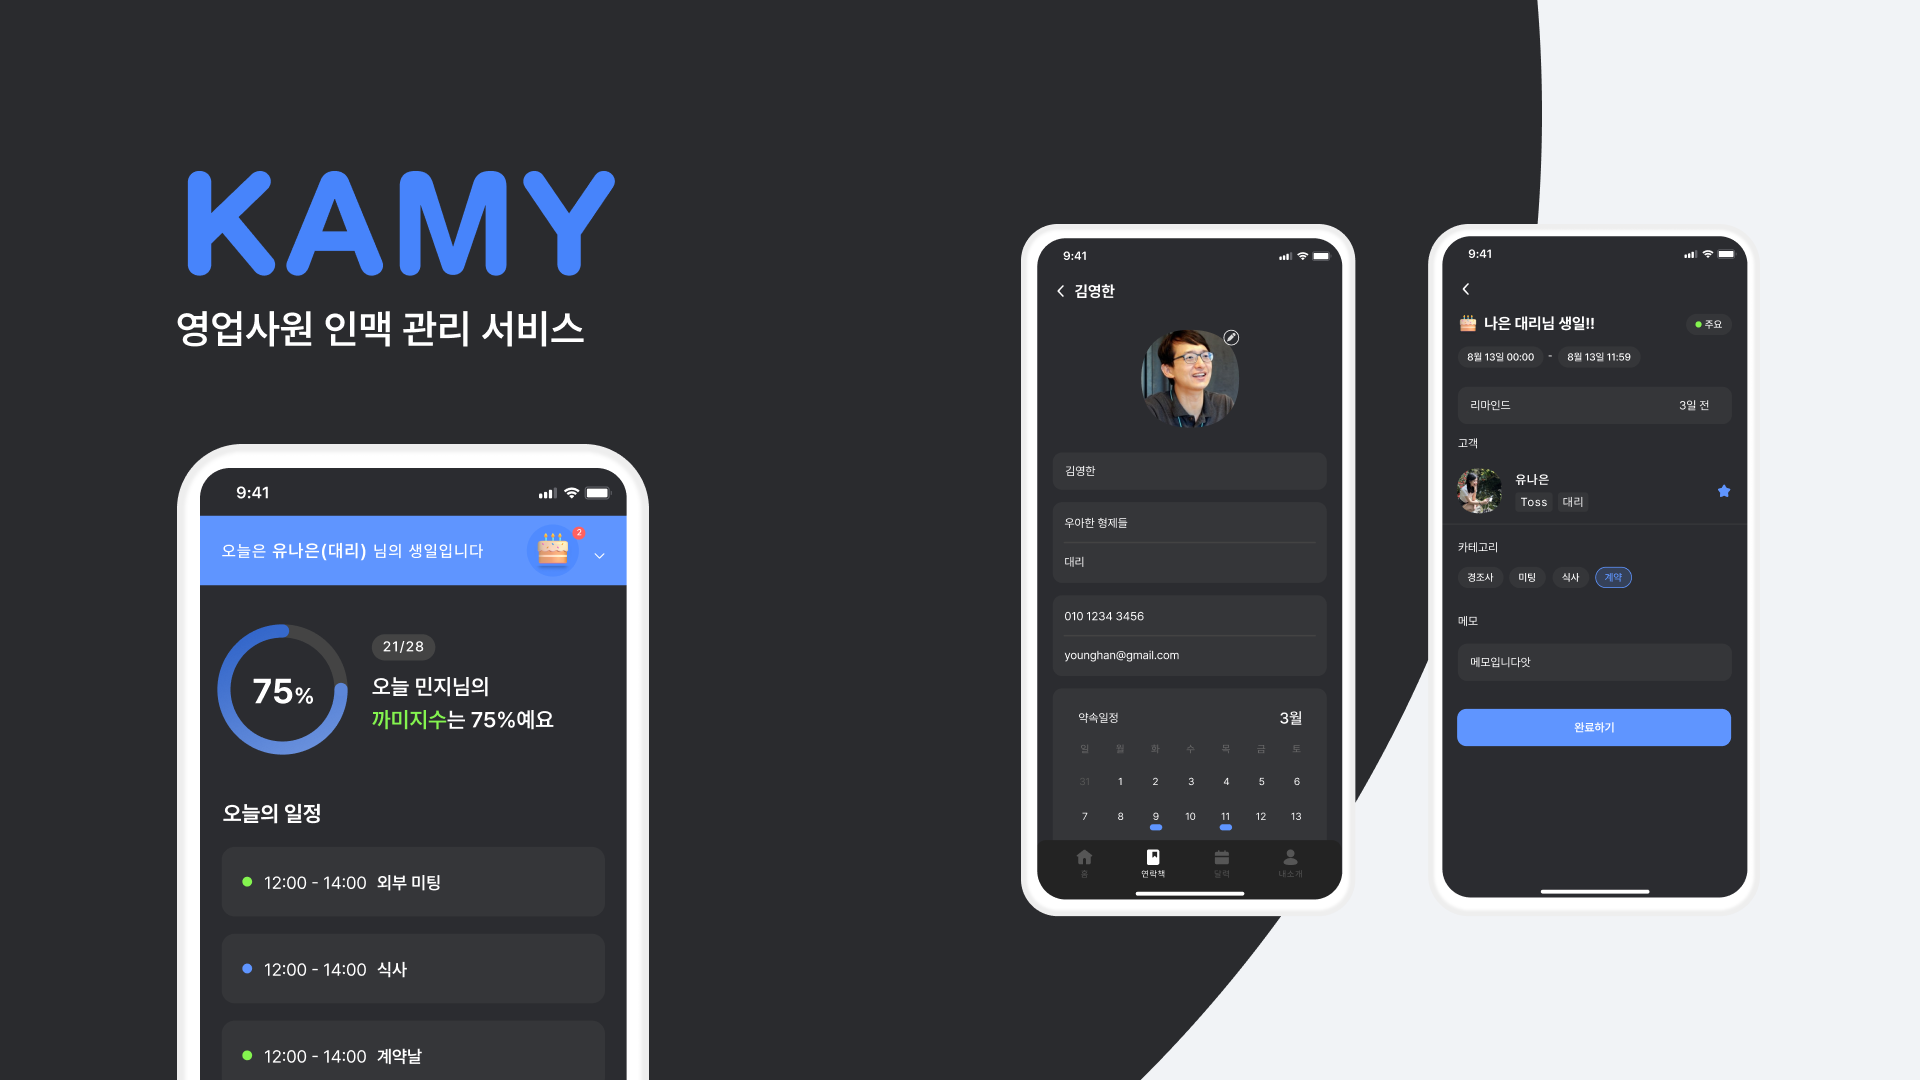 KAMY
영업사원 인맥 관리 서비스
9:41
오늘은 유나은(대리) 님의 생일입니다
2
75%
21/28
오늘 민지님의
까미지수는 75%예요
오늘의 일정
12:00 - 14:00 외부 미팅
12:00 - 14:00 식사
12:00 - 14:00 계약날
9:41
김영한
김영한
우아한 형제들
대리
010 1234 3456
younghan@gmail.com
약속일정 3월
일 월 화 수 목 금 토
31 1 2 3 4 5 6
7 8 9 10 11 12 13
홈 연락책 달력 내소개
9:41
나은 대리님 생일!!
주요
8월 13일 00:00 - 8월 13일 11:59
리마인드 3일 전
고객
유나은
Toss 대리
카테고리
경조사 미팅 식사 계약
메모
메모입니다앗
완료하기